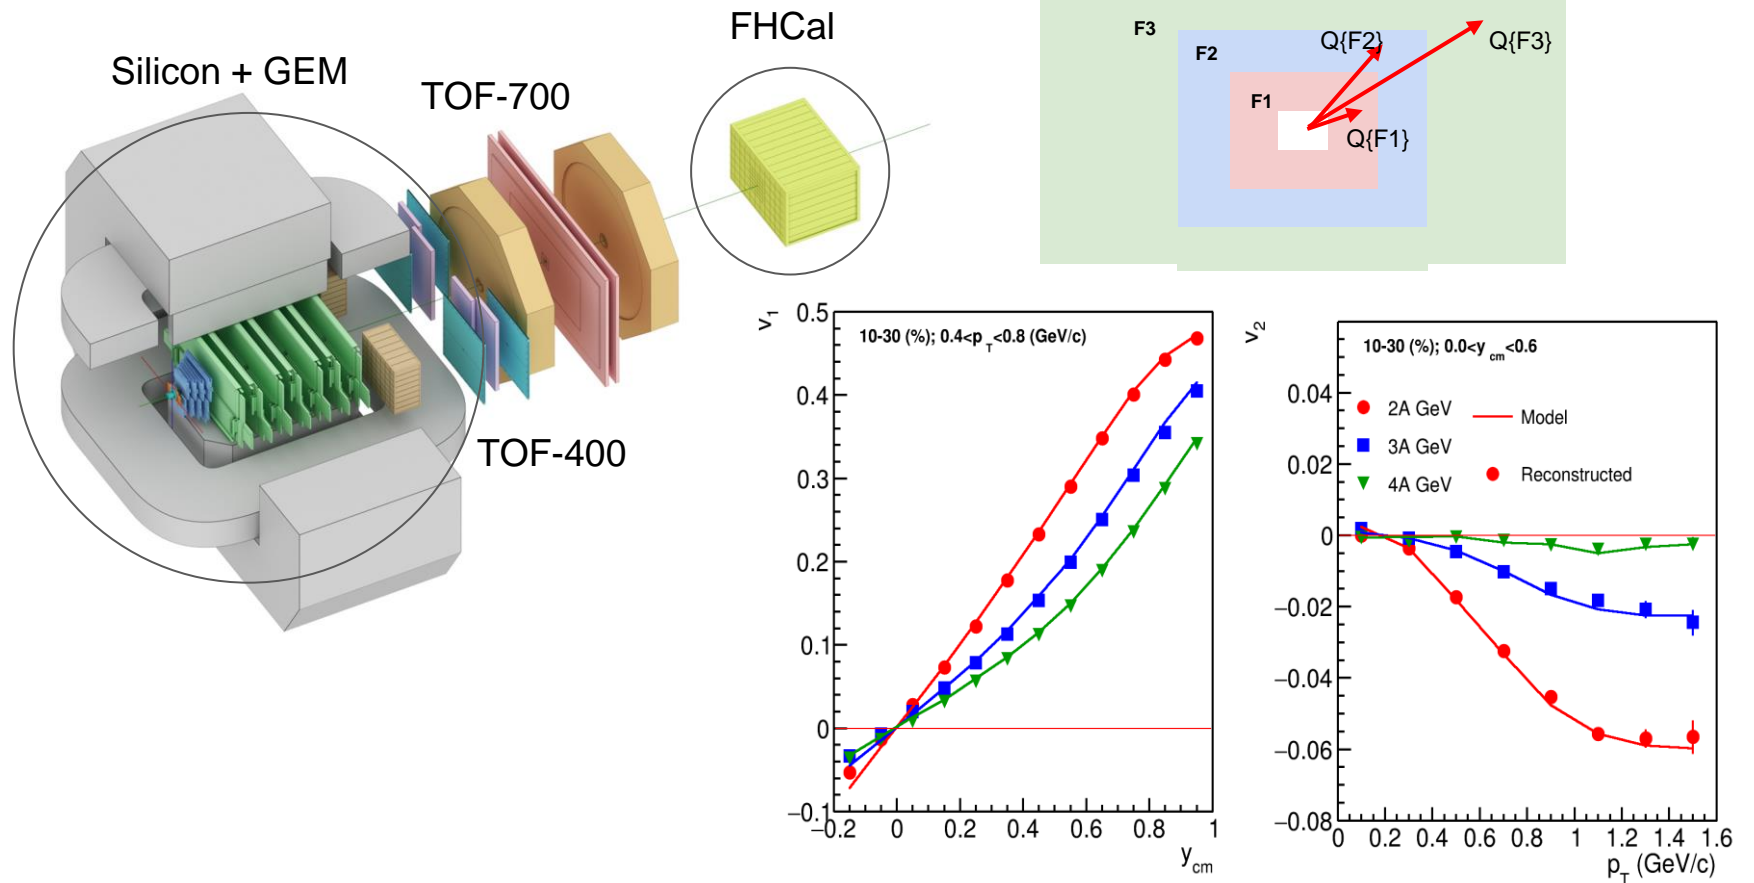 Silicon + GEM
TOF-700
FHCal
TOF-400
F3
F2
F1
Q{F2}
Q{F3}
Q{F1}
v1
10-30 (%); 0.4<pT<0.8 (GeV/c)
0.5
0.4
0.3
0.2
0.1
0
−0.1
−0.2 0 0.2 0.4 0.6 0.8 1
ycm
v2
10-30 (%); 0.0<ycm<0.6
2A GeV
Model
3A GeV
Reconstructed
4A GeV
0.04
0.02
0
−0.02
−0.04
−0.06
−0.08
0 0.2 0.4 0.6 0.8 1 1.2 1.4 1.6
pT (GeV/c)